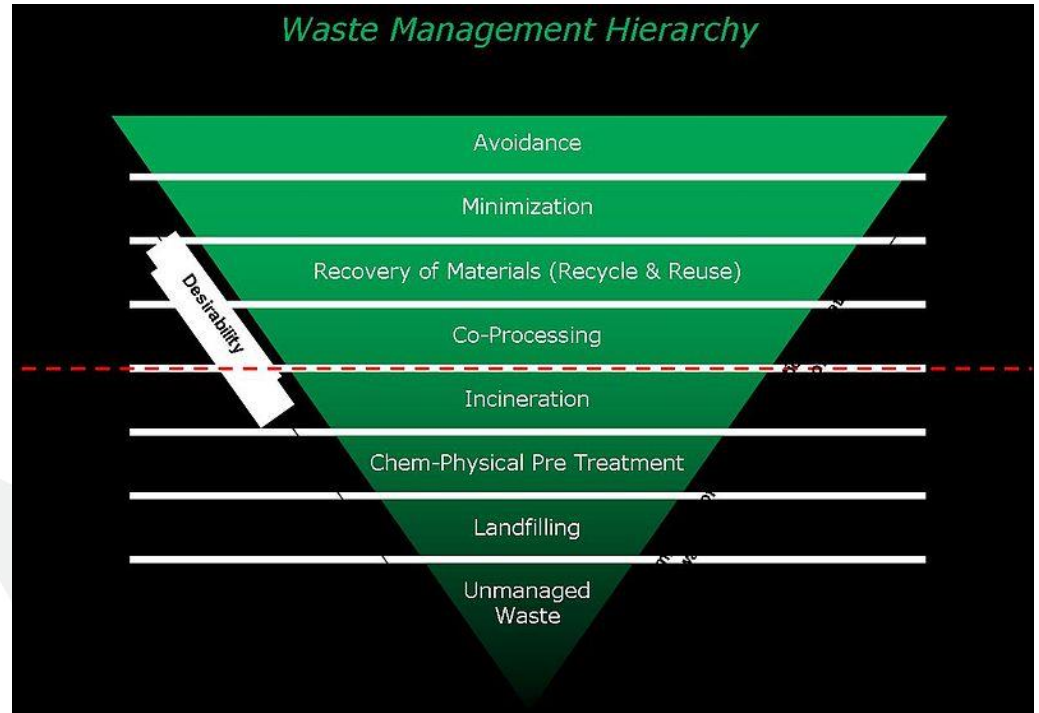 Waste Management Hierarchy
Avoidance
Minimization
Recovery of Materials (Recycle & Reuse)
Desirability
Co-Processing
Incineration
Chem-Physical Pre Treatment
Landfilling
Unmanaged
Waste